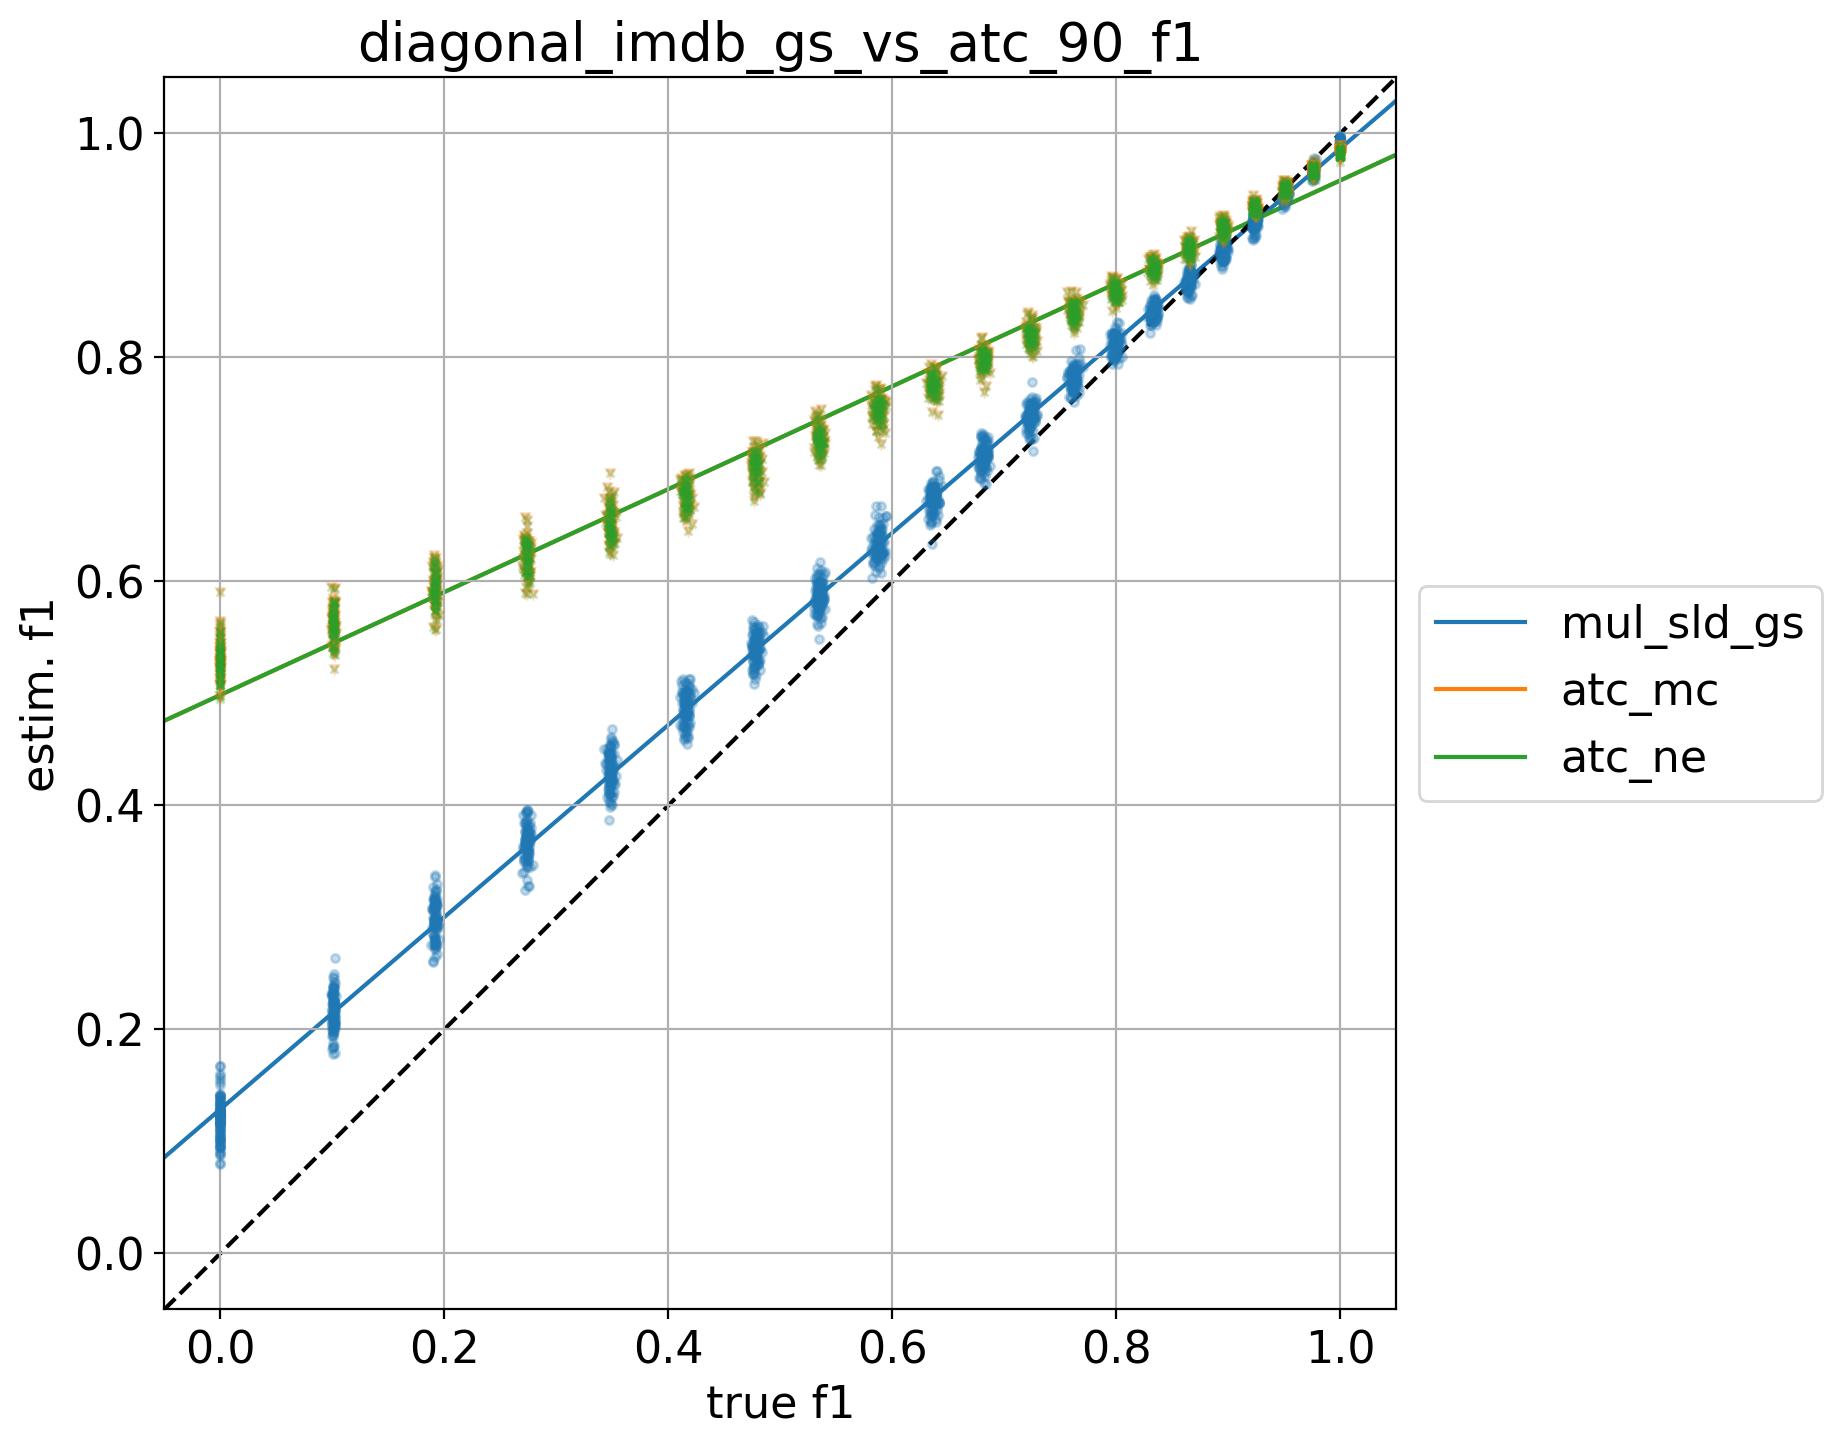 diagonal_imdb_gs_vs_atc_90_f1
1.0
0.8
0.6
0.4
0.2
0.0
estim. f1
0.0 0.2 0.4 0.6 0.8 1.0
true f1
mul_sld_gs
atc_mc
atc_ne